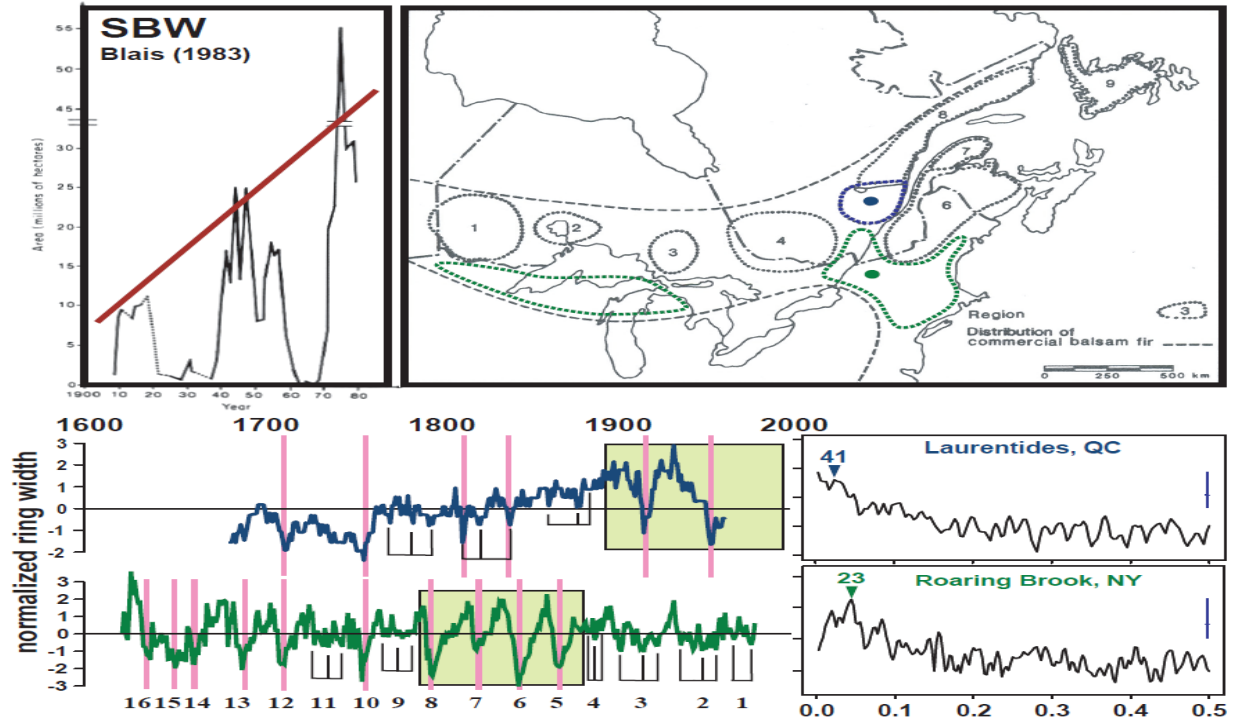 SBW
Blais (1983)
Area (millions of hectares)
55
50
45
30
25
20
15
10
5
0
1900 10 20 30 40 50 60 70 80
Year
1
2
3
4
6
7
8
9
Region
3
Distribution of
commercial balsam fir
0 250 500 km
1600 1700 1800 1900 2000
normalized ring width
3
2
1
0
-1
-2
3
2
1
0
-1
-2
-3
16 15 14 13 12 11 10 9 8 7 6 5 4 3 2 1
Laurentides, QC
41
Roaring Brook, NY
23
0.0 0.1 0.2 0.3 0.4 0.5